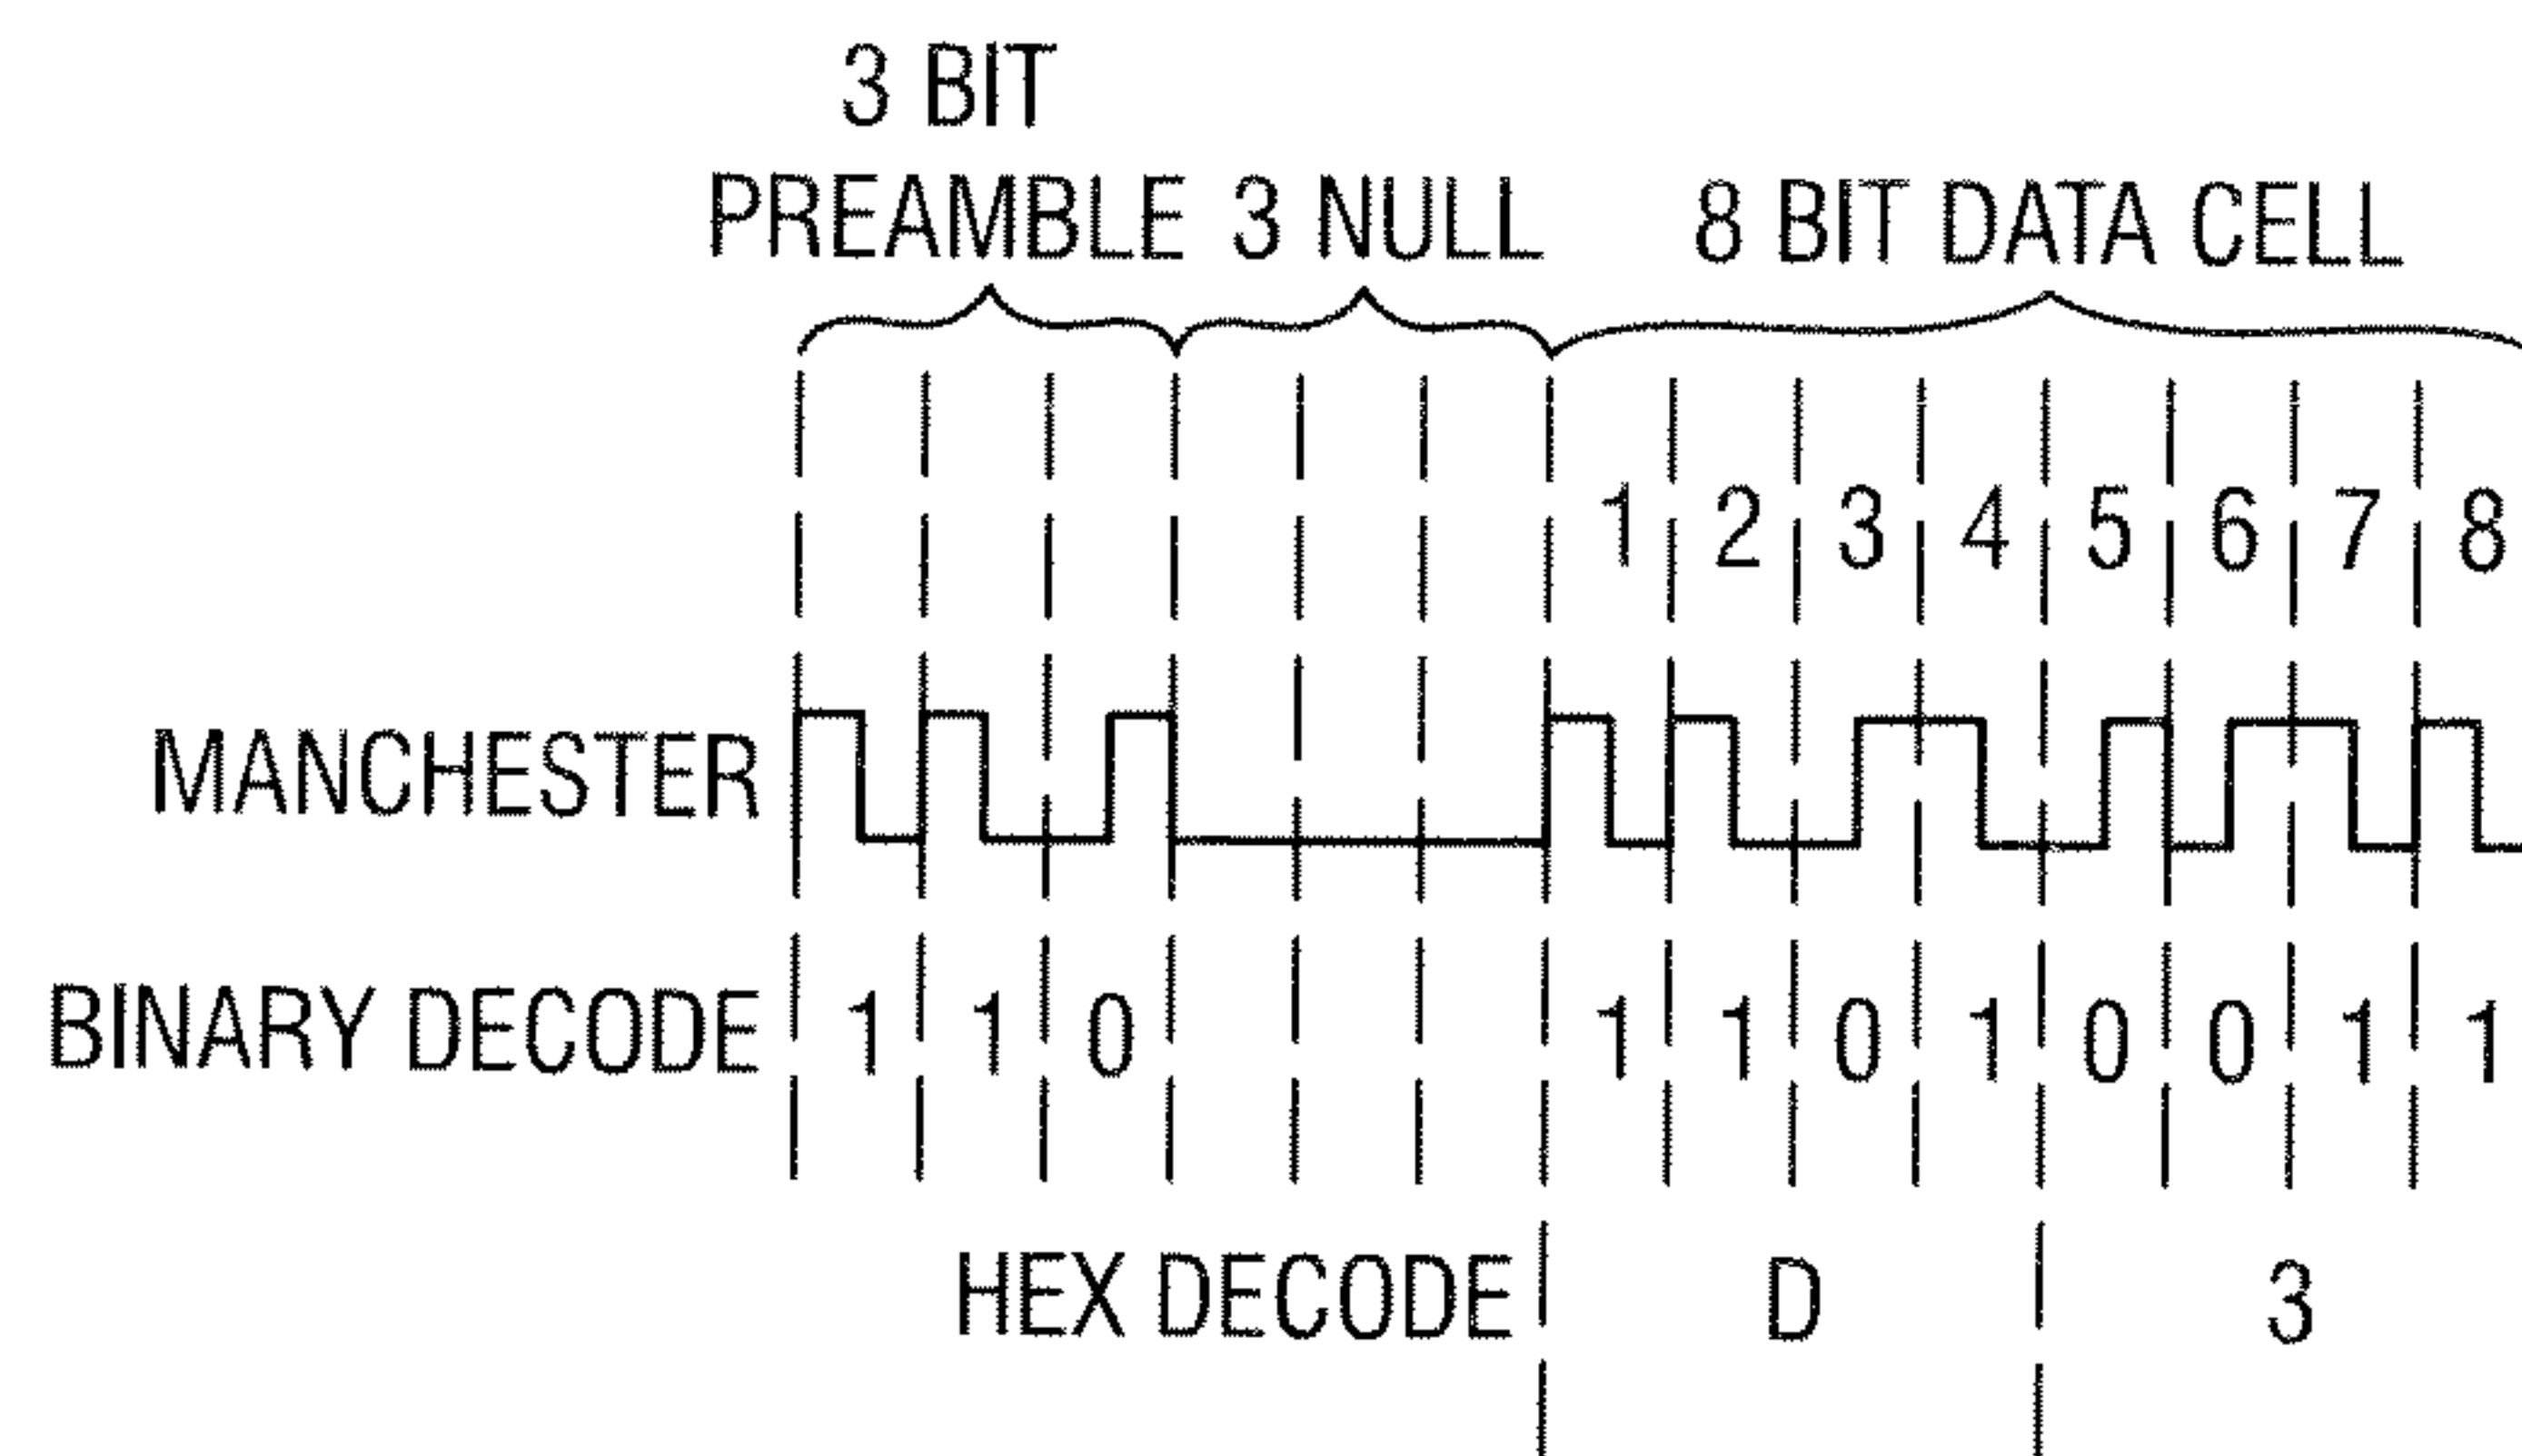 3 BIT
PREAMBLE 3 NULL 8 BIT DATA CELL
1 2 3 4 5 6 7 8
MANCHESTER
BINARY DECODE 1 1 0 1 1 0 1 0 0 1 1
HEX DECODE D 3